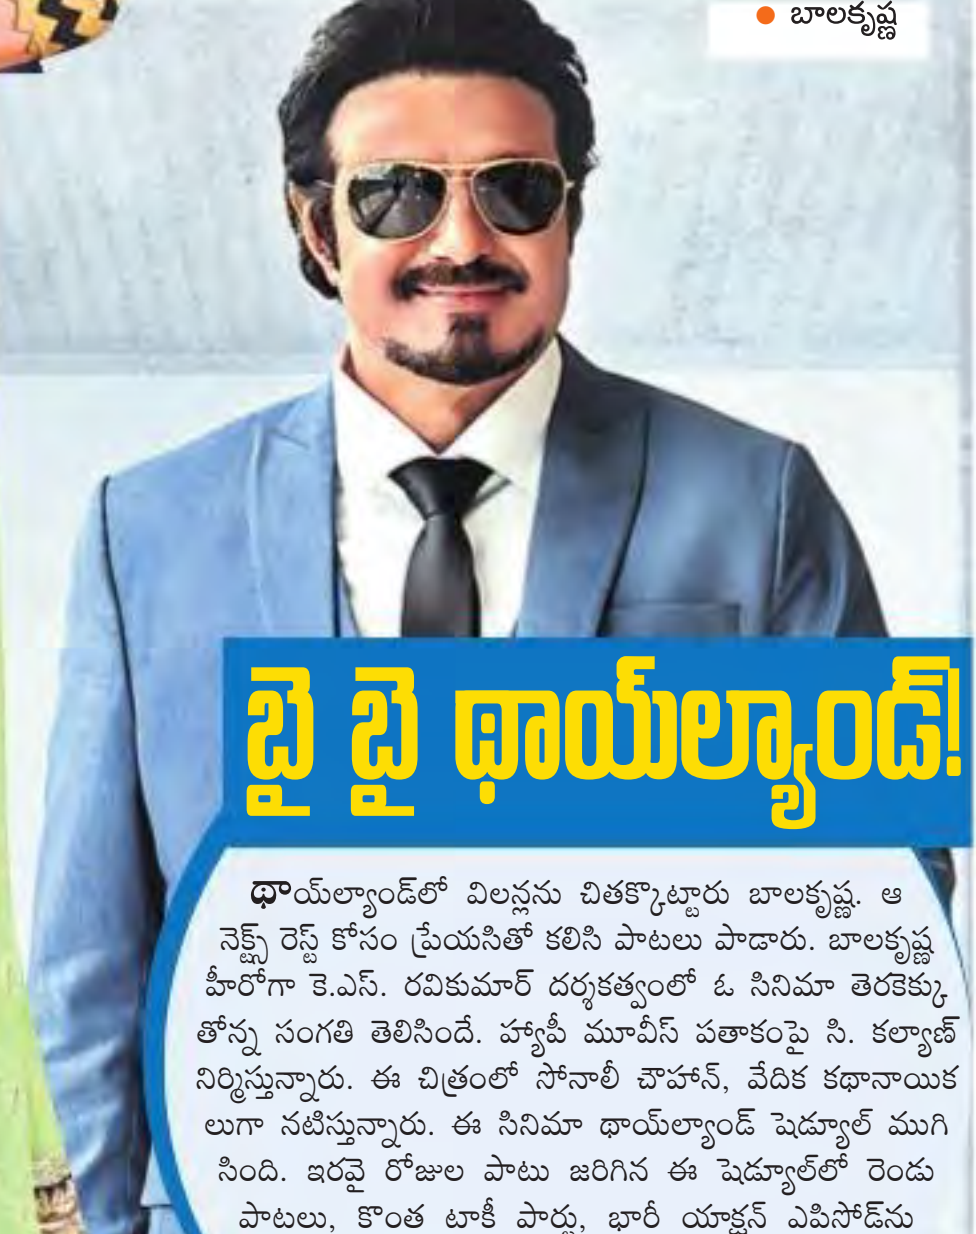 • బాలకృష్ణ
బై బై థాయ్‌ల్యాండ్!
థాయ్‌ల్యాండ్‌లో విలన్లను చితక్కొట్టారు బాలకృష్ణ. ఆ
నెక్ట్స్ రెస్ట్ కోసం ప్రేయసితో కలిసి పాటలు పాడారు. బాలకృష్ణ
హీరోగా కె.ఎస్. రవికుమార్ దర్శకత్వంలో ఓ సినిమా తెరకెక్కు
తోన్న సంగతి తెలిసిందే. హ్యాపీ మూవీస్ పతాకంపై సి. కల్యాణ్
నిర్మిస్తున్నారు. ఈ చిత్రంలో సోనాలీ చౌహాన్, వేదిక కథానాయిక
లుగా నటిస్తున్నారు. ఈ సినిమా థాయ్‌ల్యాండ్ షెడ్యూల్ ముగి
సింది. ఇరవై రోజుల పాటు జరిగిన ఈ షెడ్యూల్‌లో రెండు
పాటలు, కొంత టాకీ పార్టు, భారీ యాక్షన్ ఎపిసోడ్‌ను